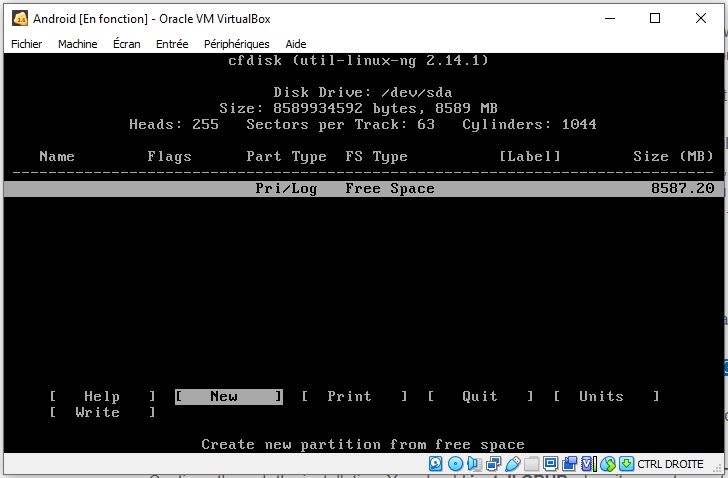 Android [En fonction] - Oracle VM VirtualBox
Fichier Machine Écran Entrée Périphériques Aide
cfdisk (util-linux-ng 2.14.1)
Disk Drive: /dev/sda
Size: 8589934592 bytes, 8589 MB
Heads: 255 Sectors per Track: 63 Cylinders: 1044
Name Flags Part Type FS Type [Label] Size (MB)
Pri/Log Free Space 8587.20
[ Help ] [ New ] [ Print ] [ Quit ] [ Units ]
[ Write ]
Create new partition from free space
CTRL DROITE